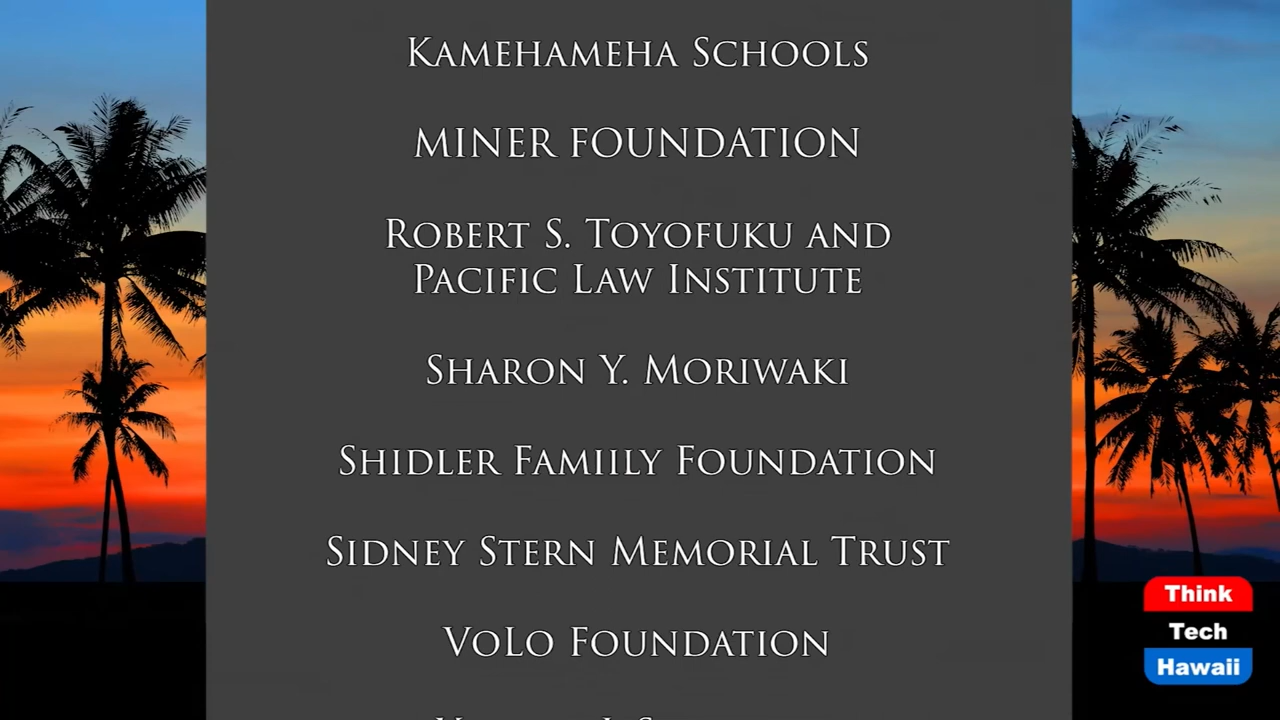 Kamehameha Schools
MINER FOUNDATION
Robert S. Toyofuku and
Pacific Law Institute
Sharon Y. Moriwaki
Shidler Famiily Foundation
Sidney Stern Memorial Trust
VoLo Foundation
Think
Tech
Hawaii